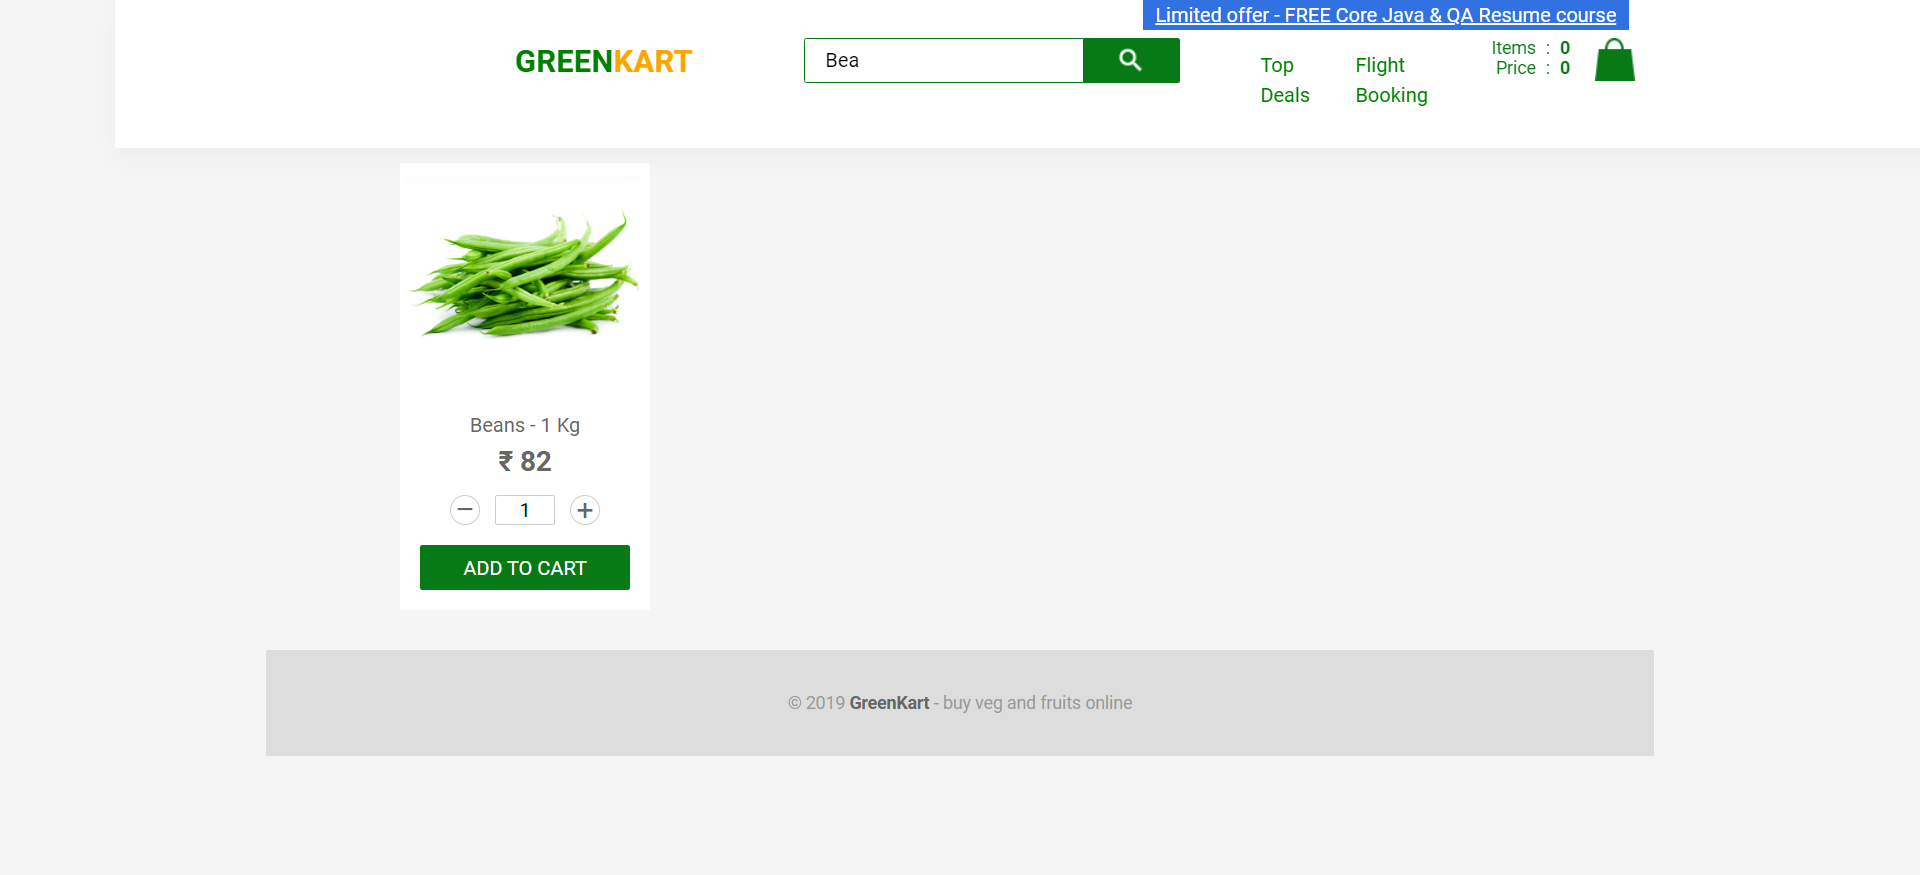 Limited offer - FREE Core Java & QA Resume course
GREENKART
Bea
Top
Deals
Flight
Booking
Items : 0
Price : 0
Beans - 1 Kg
₹ 82
− 1 +
ADD TO CART
© 2019 GreenKart - buy veg and fruits online